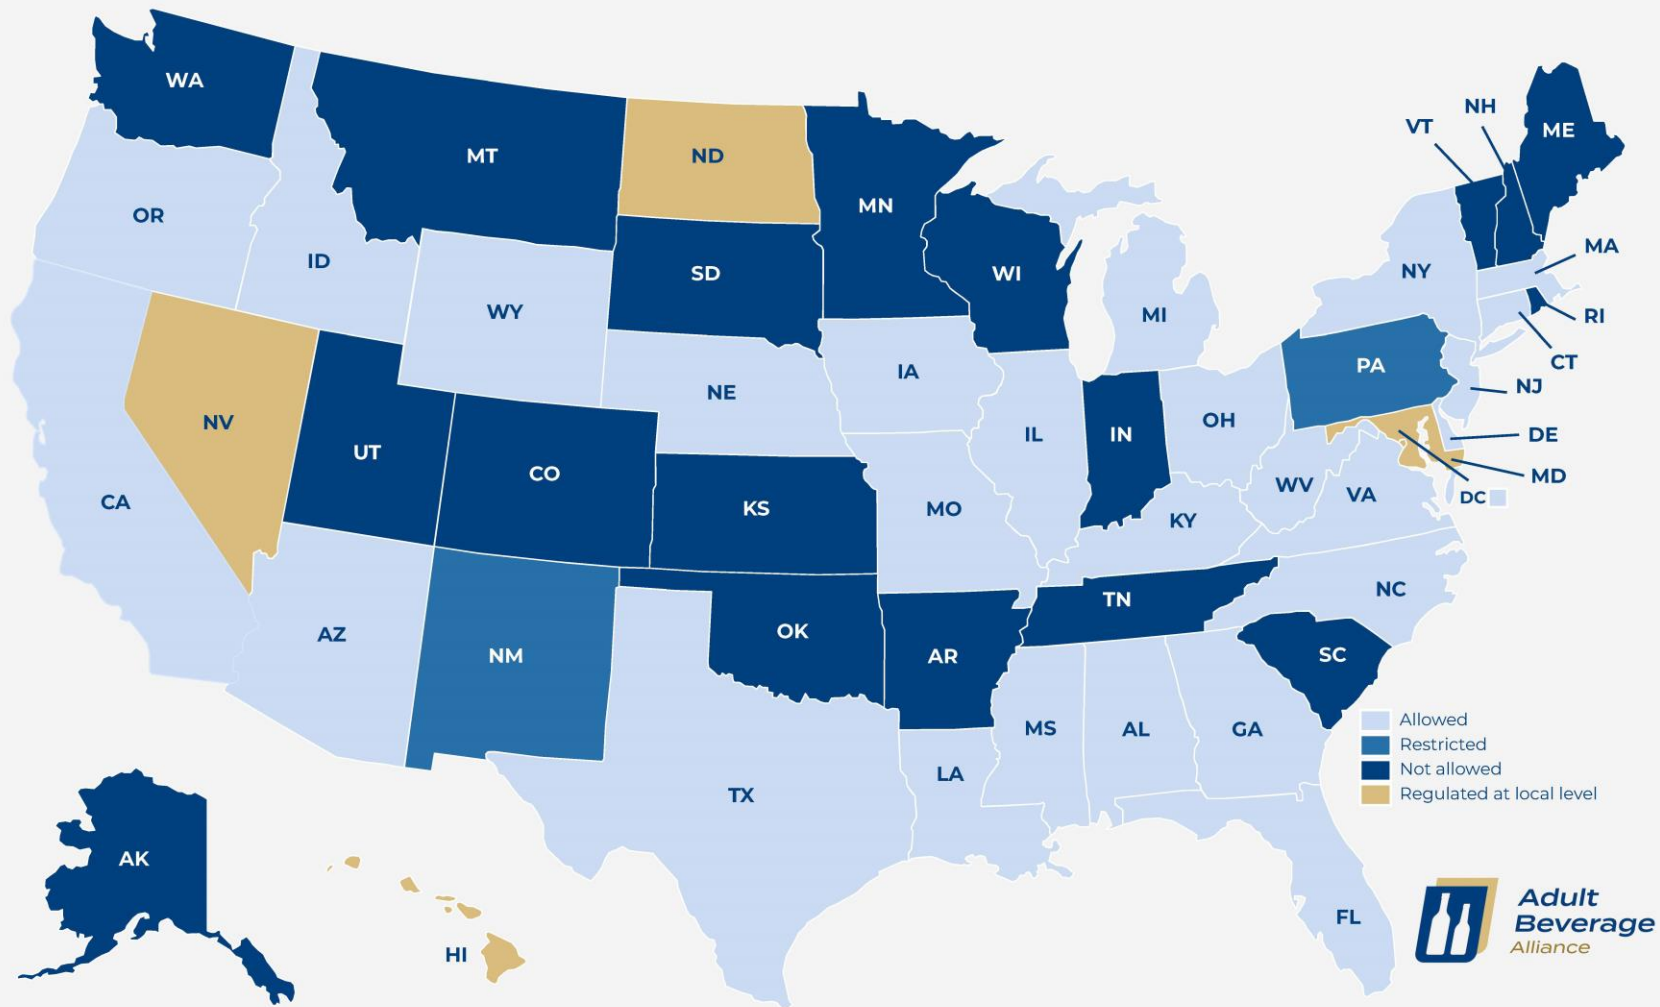 WA
MT
ND
MN
VT
NH
ME
OR
ID
SD
WI
MI
NY
MA
WY
RI
CT
NV
NE
IA
PA
NJ
UT
CO
IL
IN
OH
DE
MD
CA
KS
MO
WV
VA
DC
KY
AZ
NM
OK
AR
TN
NC
SC
TX
LA
MS
AL
GA
Allowed
Restricted
Not allowed
Regulated at local level
AK
HI
FL
Adult
Beverage
Alliance